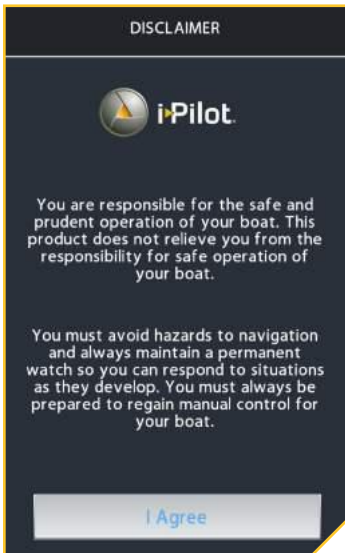 DISCLAIMER
i-Pilot.
You are responsible for the safe and
prudent operation of your boat. This
product does not relieve you from the
responsibility for safe operation of
your boat.
You must avoid hazards to navigation
and always maintain a permanent
watch so you can respond to situations
as they develop. You must always be
prepared to regain manual control for
your boat.
I Agree